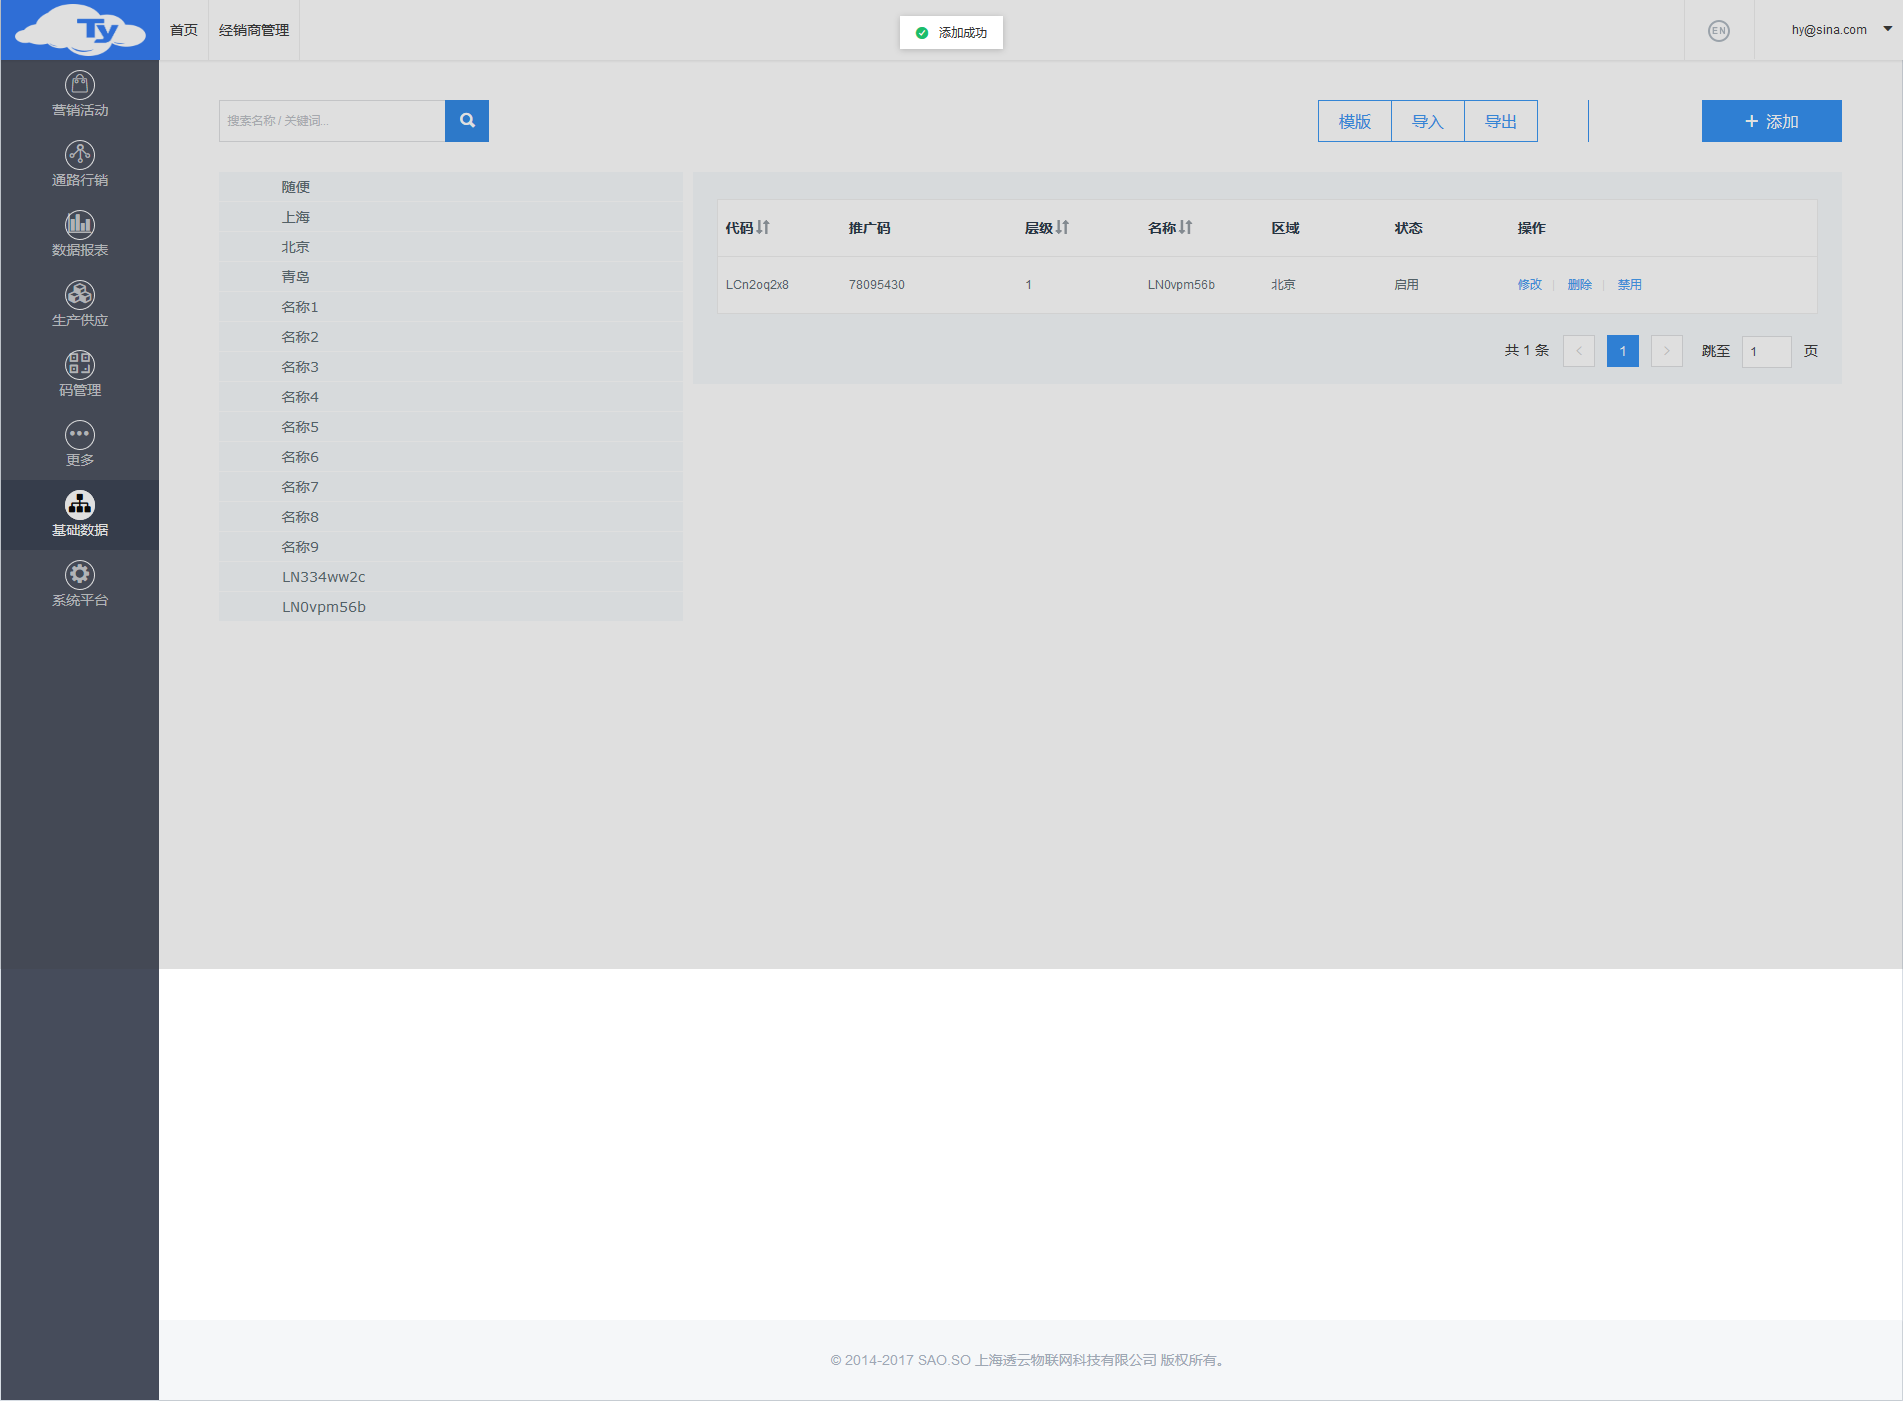 Ty
首页
经销商管理
添加成功
EN
hy@sina.com
营销活动
通路行销
数据报表
生产供应
码管理
更多
基础数据
系统平台
搜索名称 / 关键词...
模版
导入
导出
+ 添加
随便
上海
北京
青岛
名称1
名称2
名称3
名称4
名称5
名称6
名称7
名称8
名称9
LN334ww2c
LN0vpm56b
代码 推广码 层级 名称 区域 状态 操作
LCn2oq2x8 78095430 1 LN0vpm56b 北京 启用 修改 | 删除 | 禁用
共 1 条 < 1 > 跳至 1 页
© 2014-2017 SAO.SO 上海透云物联网科技有限公司 版权所有。